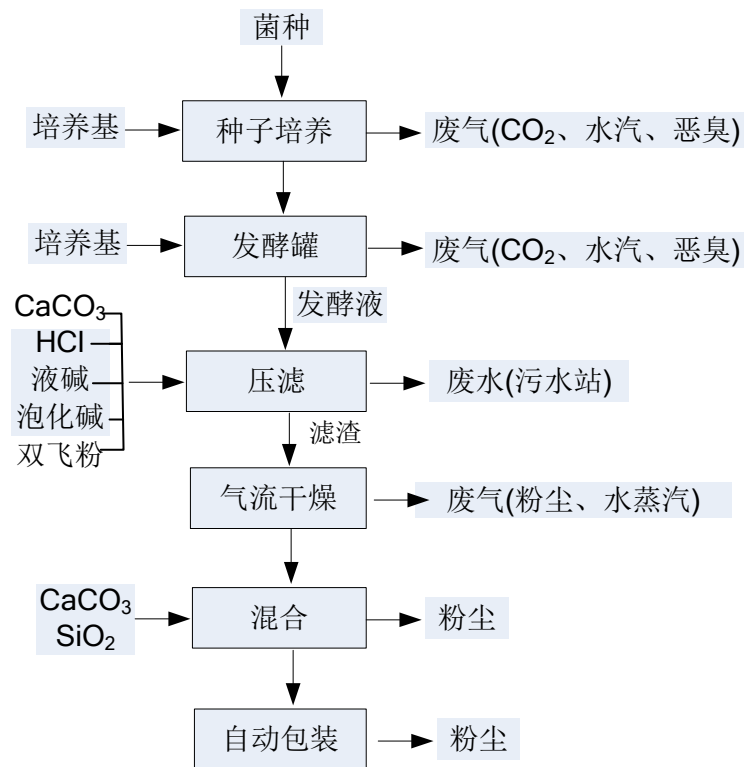 菌种
培养基
种子培养
废气(CO₂、水汽、恶臭)
培养基
发酵罐
废气(CO₂、水汽、恶臭)
发酵液
CaCO₃
HCl
液碱
泡化碱
双飞粉
压滤
废水(污水站)
滤渣
气流干燥
废气(粉尘、水蒸汽)
CaCO₃
SiO₂
混合
粉尘
自动包装
粉尘